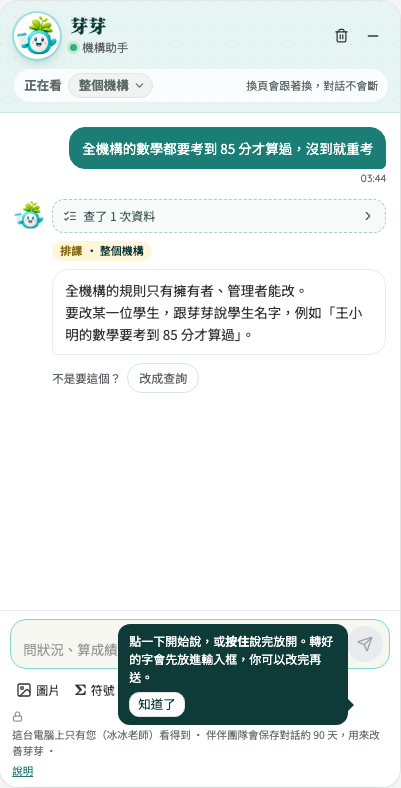 芽芽
機構助手
正在看 整個機構 換頁會跟著換，對話不會斷
全機構的數學都要考到 85 分才算過，沒到就重考
03:44
查了 1 次資料
排課 • 整個機構
全機構的規則只有擁有者、管理者能改。
要改某一位學生，跟芽芽說學生名字，例如「王小
明的數學要考到 85 分才算過」。
不是要這個？ 改成查詢
問狀況、算成績
點一下開始說，或按住說完放開。轉好
的字會先放進輸入框，你可以改完再
送。
知道了
圖片 Σ 符號
這台電腦上只有您（冰冰老師）看得到 • 伴伴團隊會保存對話約 90 天，用來改
善芽芽 •
說明